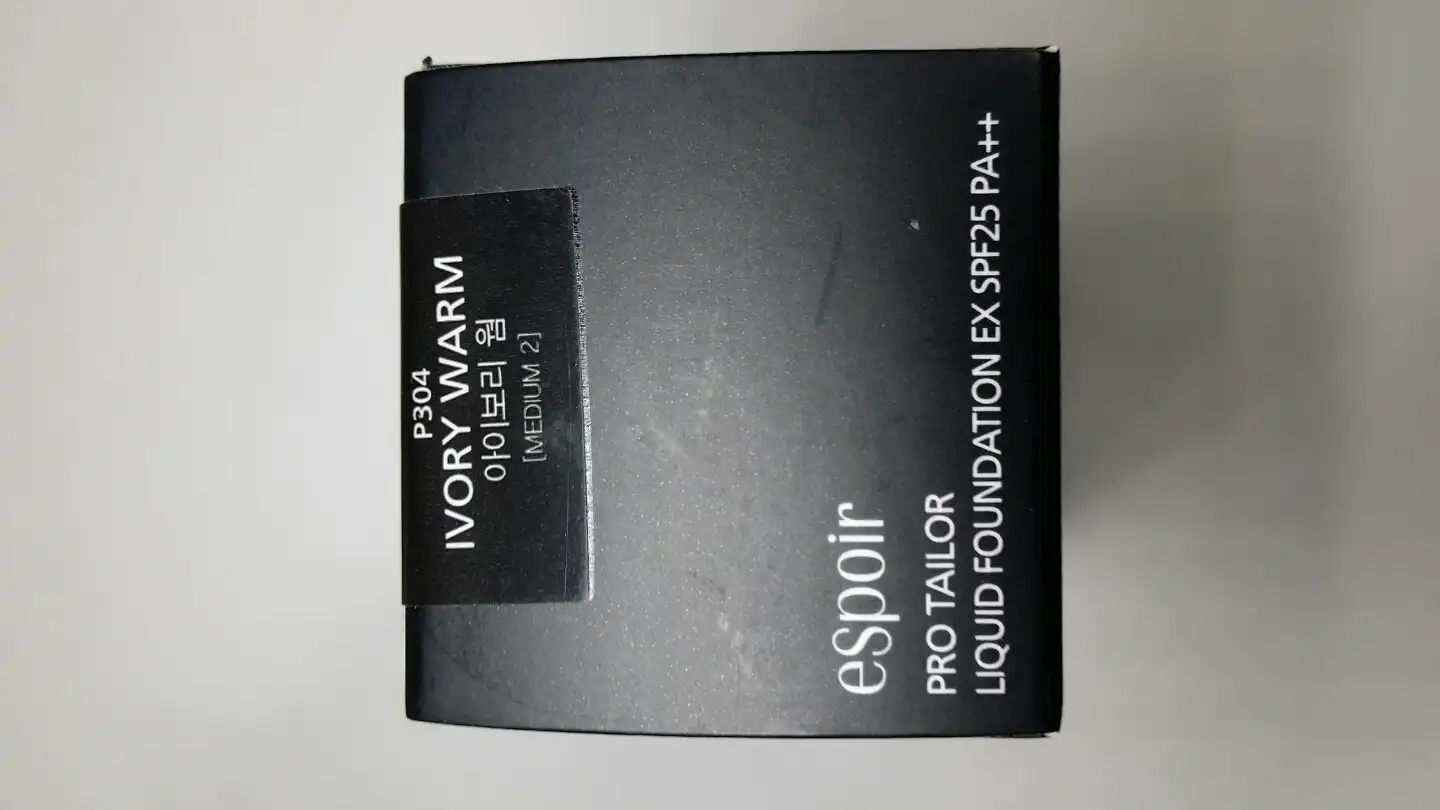 P304
IVORY WARM
아이보리 웜
[MEDIUM 2]
eSpoir
PRO TAILOR
LIQUID FOUNDATION EX SPF25 PA++